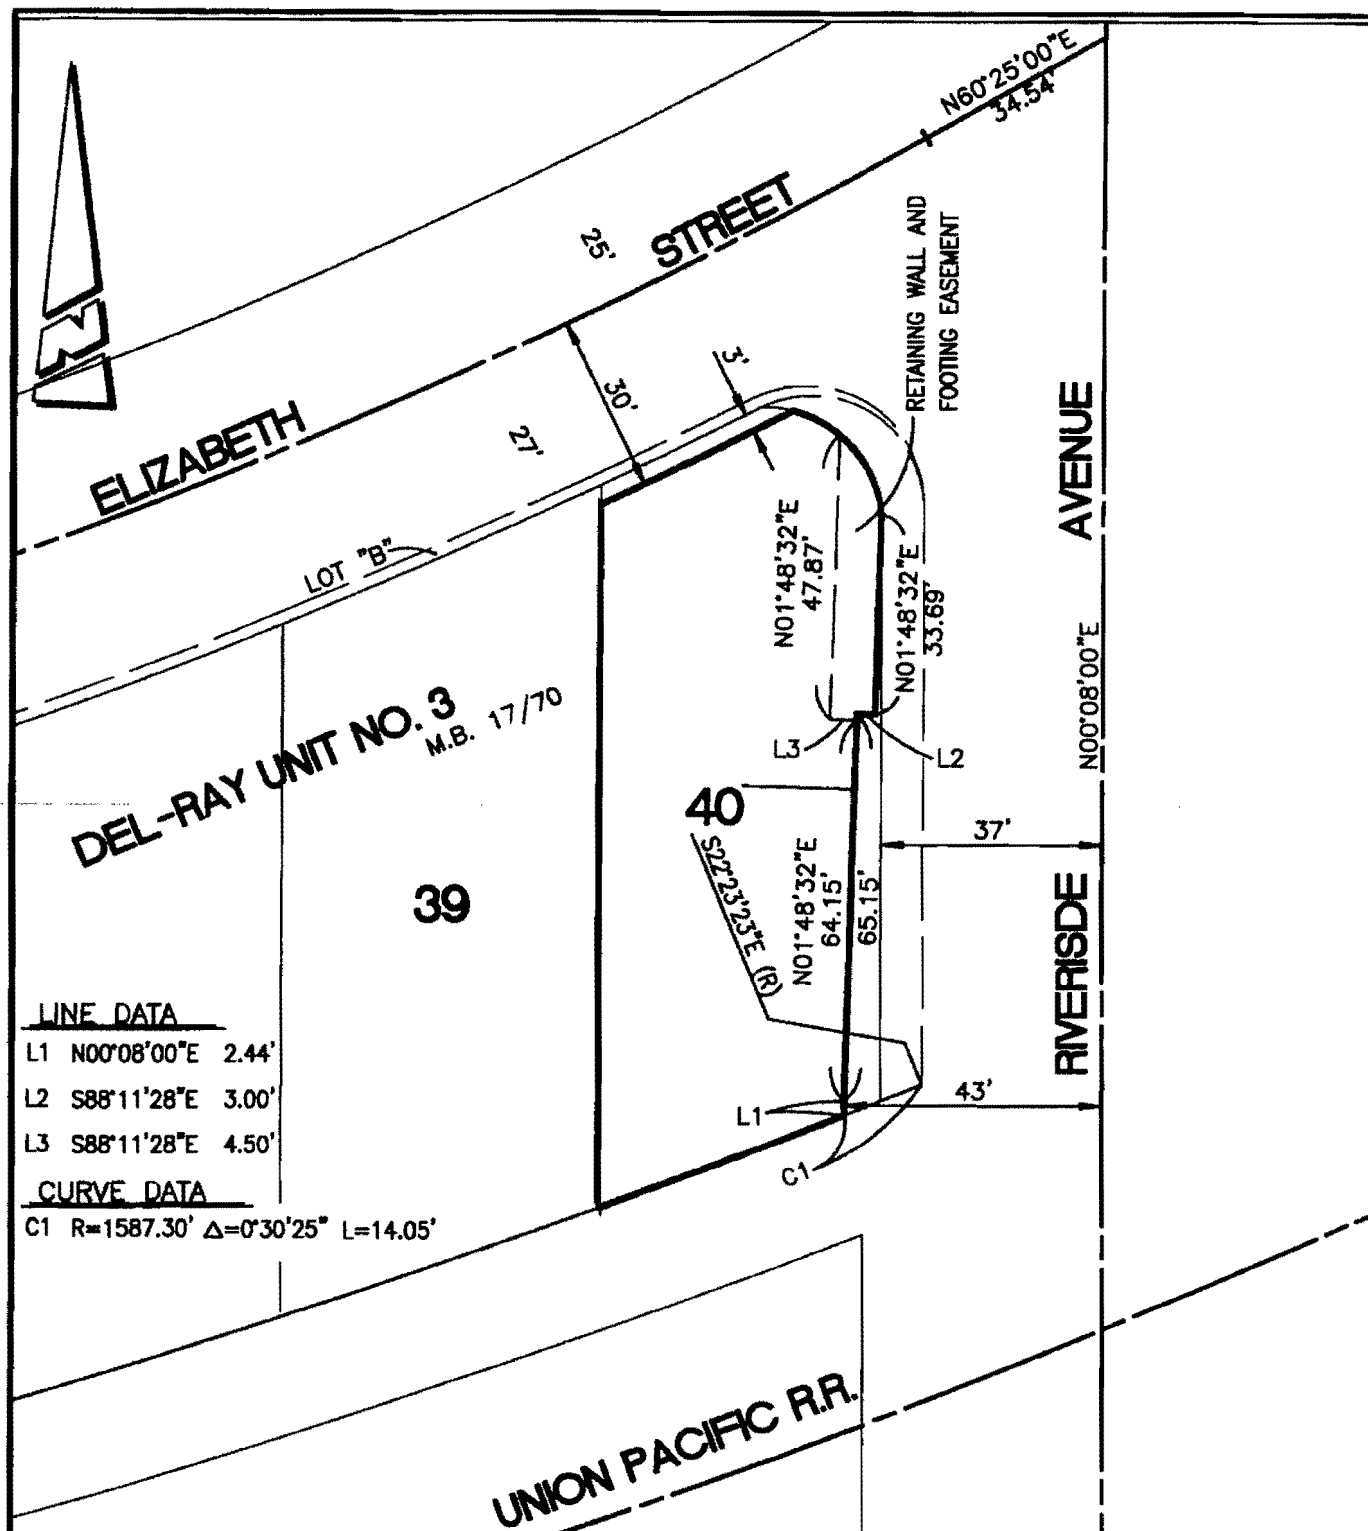 N60°25'00"E
34.54'
25'
STREET
RETAINING WALL AND
FOOTING EASEMENT
N
3'
30'
27'
ELIZABETH
AVENUE
LOT "B"
N01°48'32"E
47.87'
N01°48'32"E
33.69'
N00°08'00"E
DEL-RAY UNIT NO. 3
M.B. 17/70
L3
L2
40
37'
S22°23'23"E (R)
N01°48'32"E
64.15'
65.15'
39
RIVERISDE
LINE DATA
L1 N00°08'00"E 2.44'
L2 S88°11'28"E 3.00'
L3 S88°11'28"E 4.50'
L1
43'
C1
CURVE DATA
C1 R=1587.30' Δ=0°30'25" L=14.05'
UNION PACIFIC R.R.